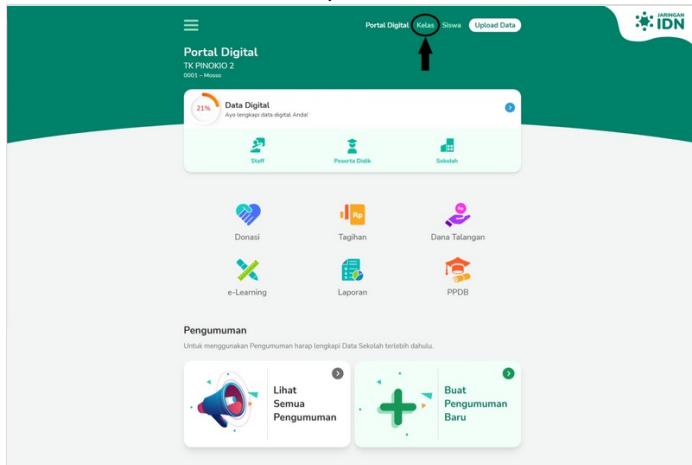 Portal Digital Kelas Siswa Upload Data
JARINGAN
IDN
Portal Digital
TK PINOKIO 2
0001 – Mosso
21%
Data Digital
Ayo lengkapi data digital Anda!
Staff Peserta Didik Sekolah
Rp Rp
Donasi Tagihan Dana Talangan
e-Learning Laporan PPDB
Pengumuman
Untuk menggunakan Pengumuman harap lengkapi Data Sekolah terlebih dahulu.
Lihat
Semua
Pengumuman
Buat
Pengumuman
Baru